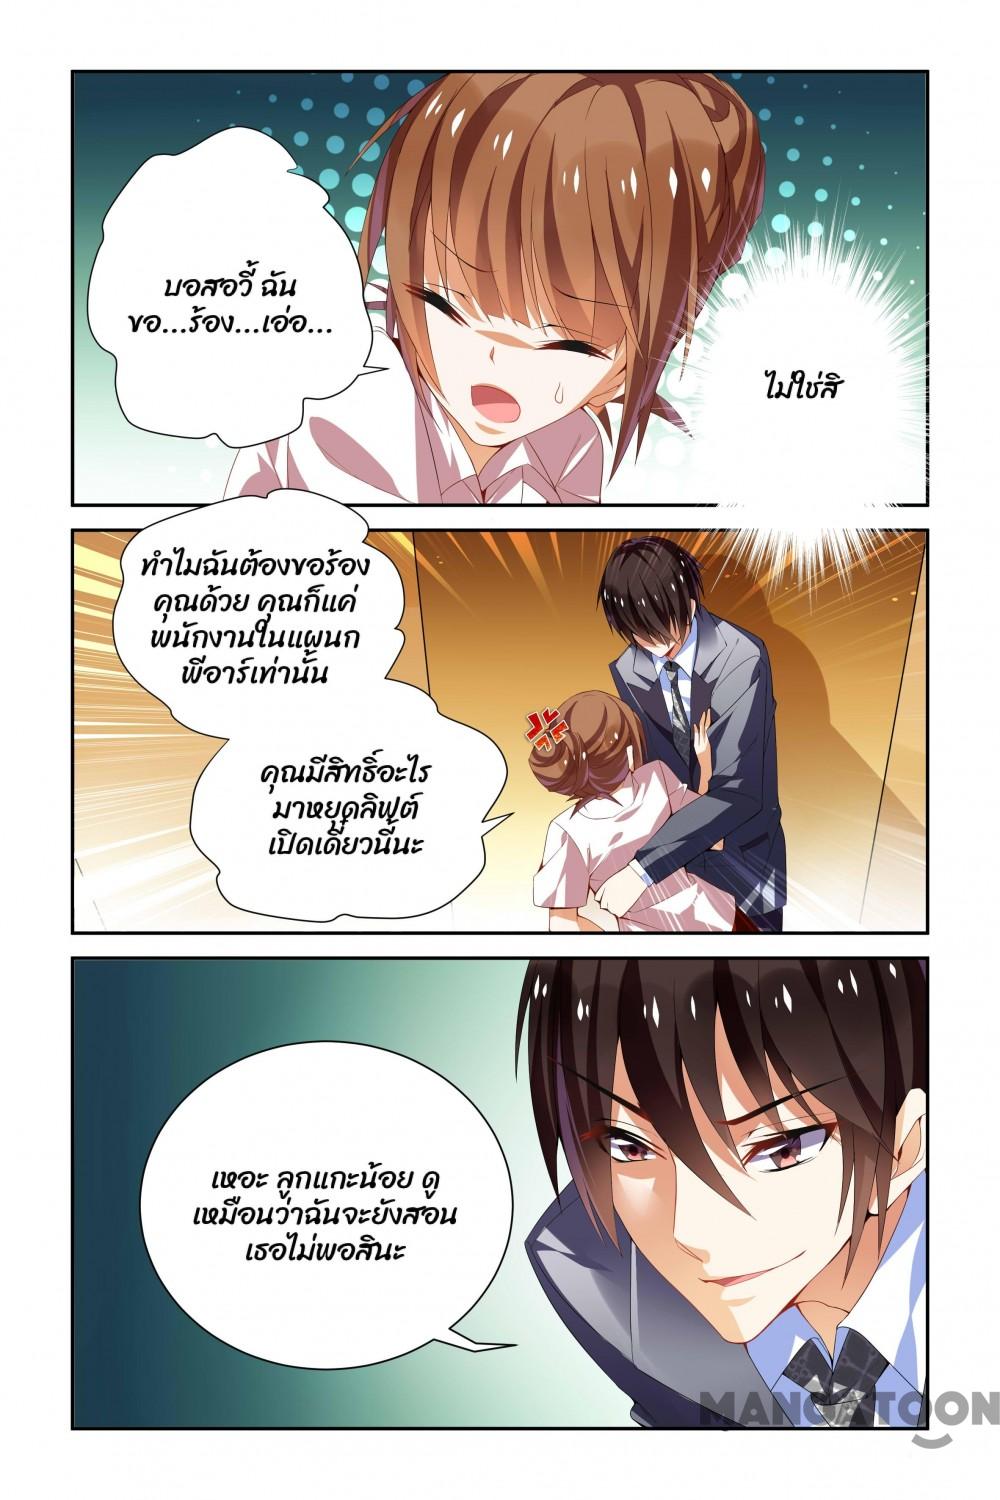 บอสอวี้ ฉัน
ขอ...ร้อง...เอ่อ...
ไม่ใช่สิ
ทำไมฉันต้องขอร้อง
คุณด้วย คุณก็แค่
พนักงานในแผนก
พีอาร์เท่านั้น
คุณมีสิทธิ์อะไร
มาหยุดลิฟต์
เปิดเดี๋ยวนี้นะ
เหอะ ลูกแกะน้อย ดู
เหมือนว่าฉันจะยังสอน
เธอไม่พอสินะ
MANGATOON